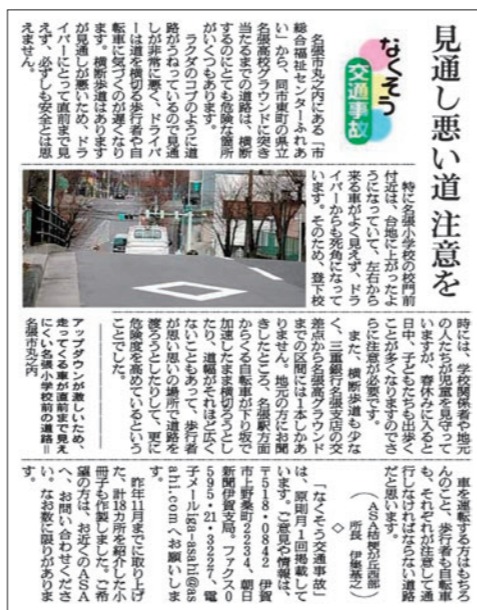 見通し悪い道 注意を
なくそう
交通事故
名張市丸之内にある「市
総合福祉センターふれあ
い」から、同市東町の県立
名張高校グラウンドに突き
当たるまでの道路は、横断
するのにとても危険な箇所
がいくつもあります。
ラクダのコブのように道
路がうねっているので見通
しが非常に悪く、ドライバ
ーは道を横切る歩行者や自
転車に気づくのが遅くなり
ます。横断歩道はあります
が見通しが悪いため、ドラ
イバーにとって直前まで見
えず、必ずしも安全とは思
えません。
特に名張小学校の校門前
付近は、台地に上がったよ
うになっていて、左右から
来る車がよく見えず、ドラ
イバーからも死角になって
います。そのため、登下校
時には、学校関係者や地元
の人たちが児童を見守って
いますが、春休みに入ると
日中、子どもたちも出歩く
ことが多くなりますのでさ
らに注意が必要です。
また、横断歩道も少な
く、三重銀行名張支店の交
差点から名張高グラウンド
までの区間には1本しかあ
りません。地元の方にお聞
きしたところ、名張駅方面
からくる自転車が下り坂で
加速したまま横切ろうとし
たり、道幅がそれほど広く
ないこともあって、歩行者
が思い思いの場所で道路を
渡ろうとしたりして、更に
危険度を高めているという
ことでした。
アップダウンが激しいため、
走ってくる車が直前まで見え
にくい名張小学校前の道路＝
名張市丸之内
車を運転する方はもちろ
んのこと、歩行者も自転車
も、それぞれが注意して通
行しなければならない道路
だと思います。
（ASA桔梗が丘西部
所長 伊藤基之）
◇
「なくそう交通事故」
は、原則月1回掲載して
います。ご意見や情報は、
〒518・0842 伊賀
市上野桑町2234、朝日
新聞伊賀支局。ファクス0
595・21・3227、電
子メールiga-asahi@as
ahi.comへお願いしま
す。
昨年11月までに取り上げ
た、計18カ所を紹介した小
冊子も作製しました。ご希
望の方は、お近くのASA
へ、お問い合わせくださ
い。なお数に限りがありま
す。